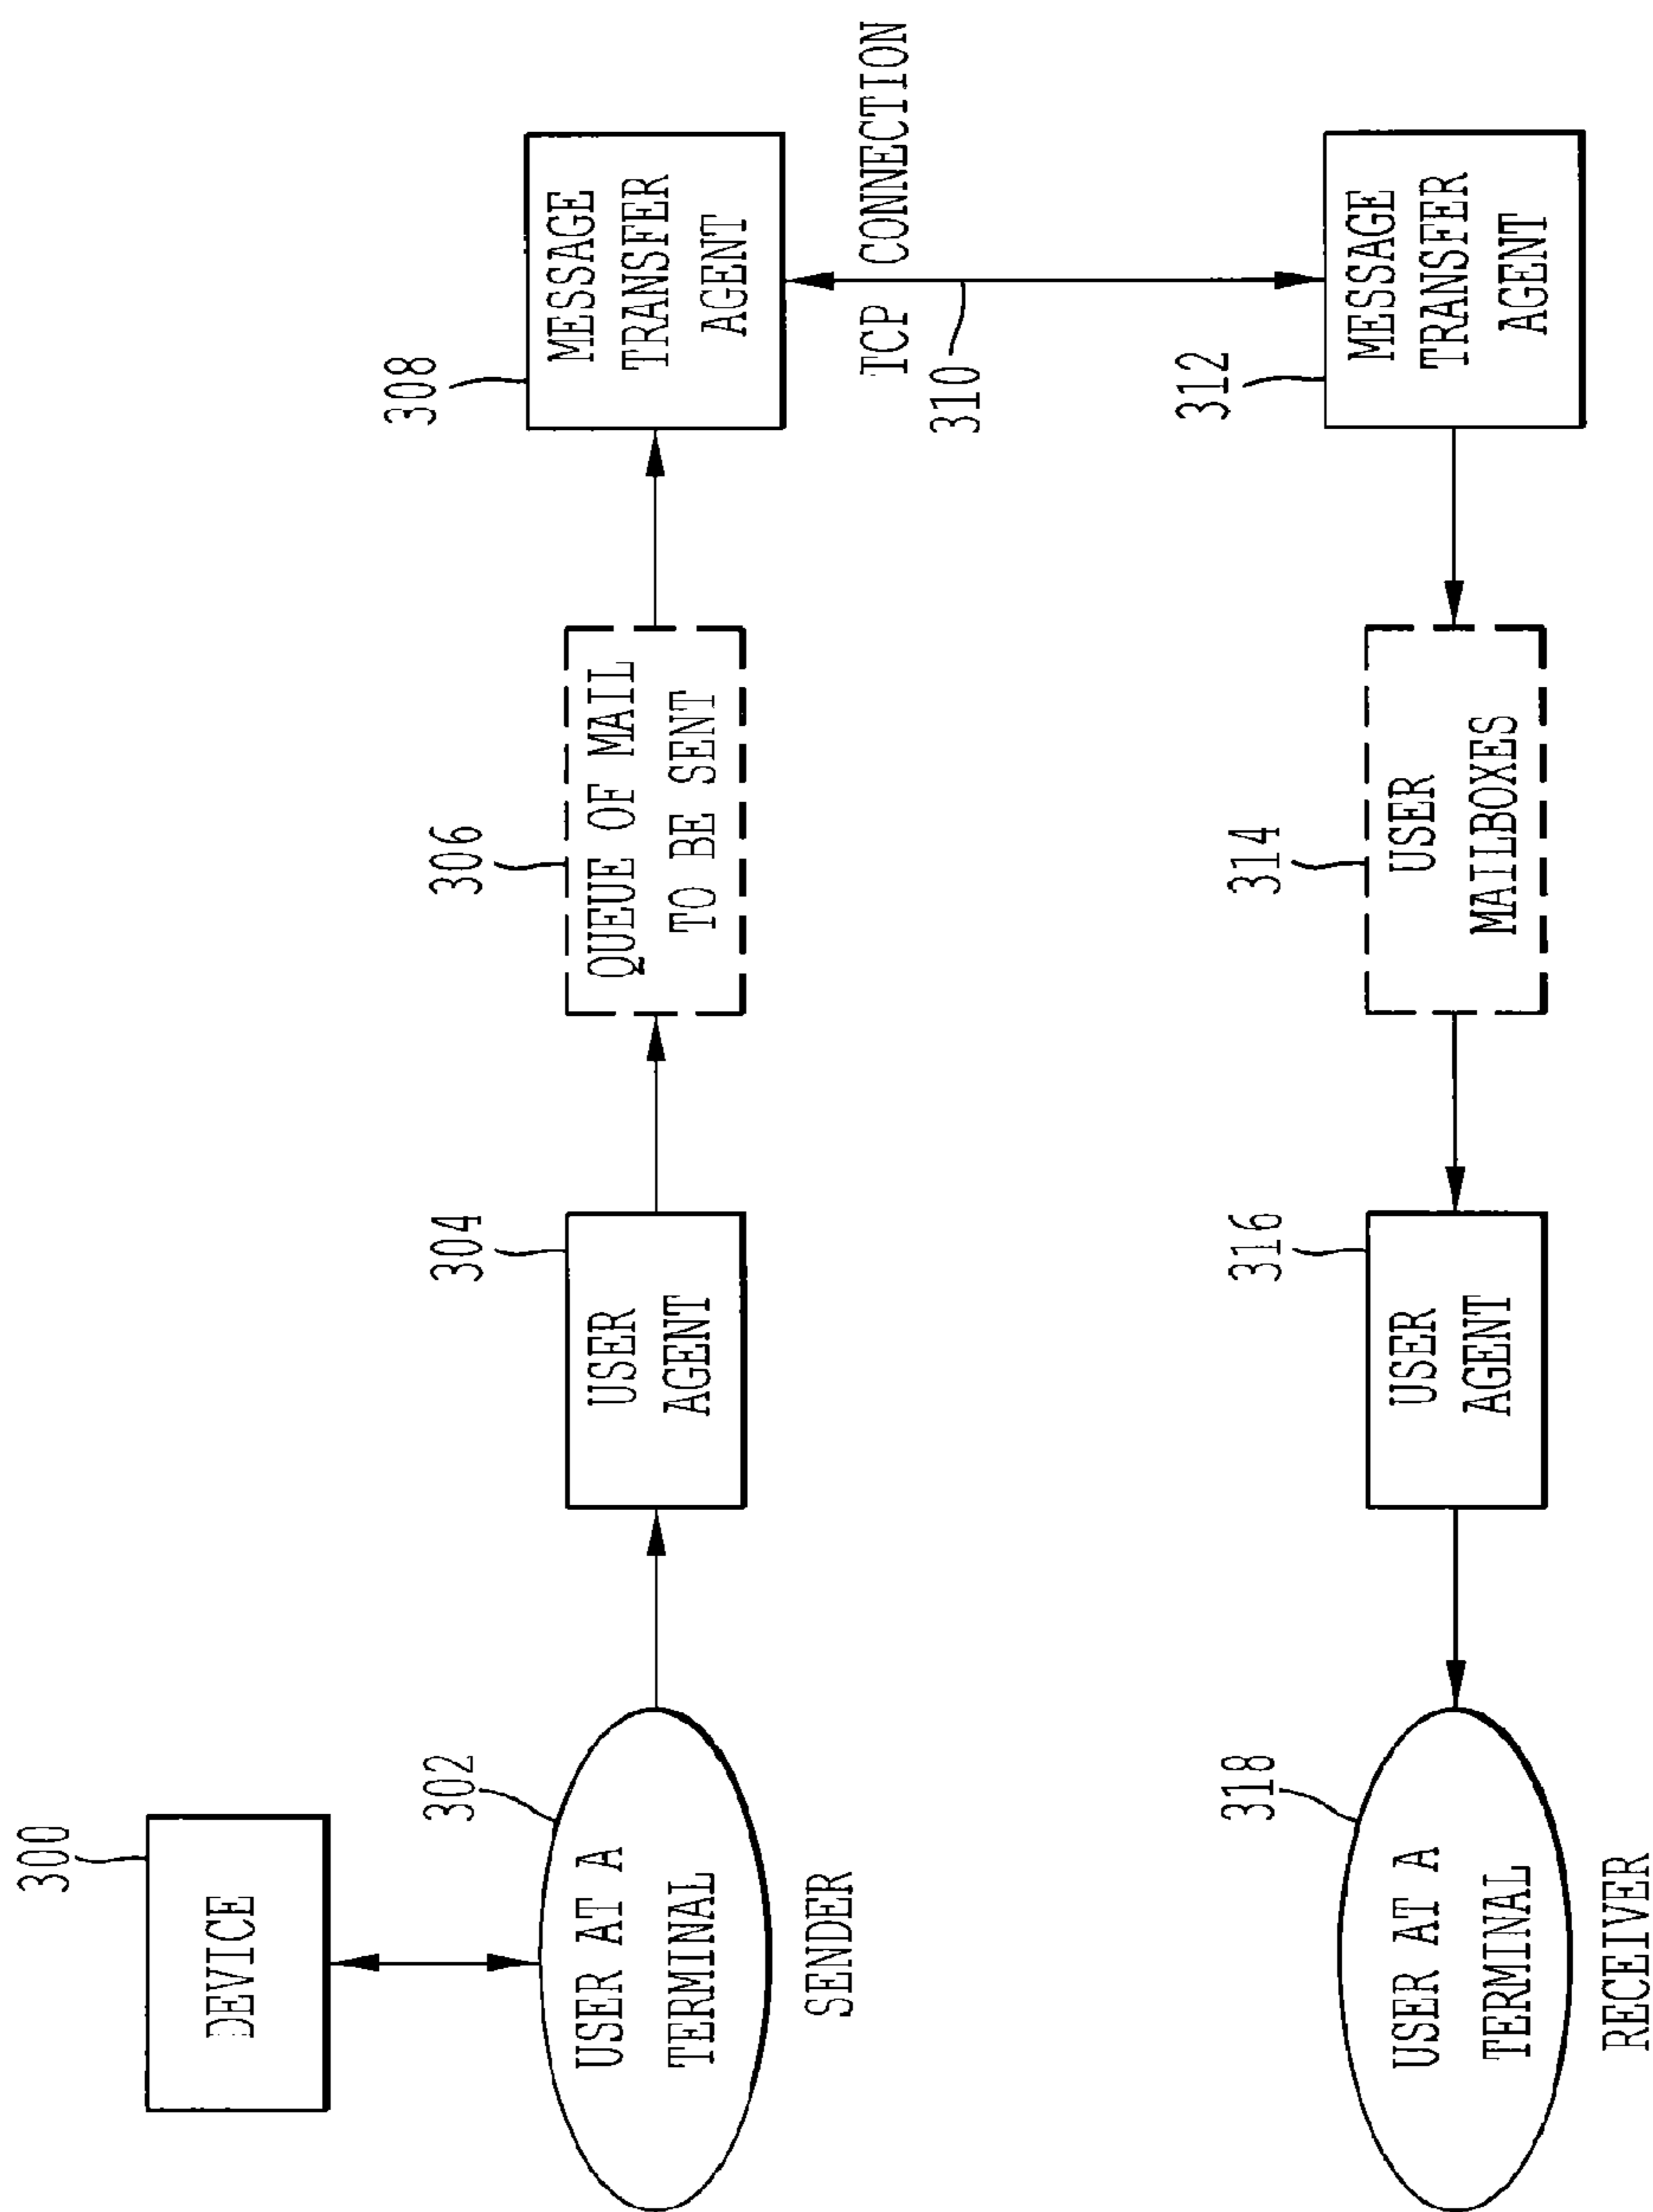 300
DEVICE
302
USER AT A
TERMINAL
SENDER
304
USER
AGENT
306
QUEUE OF MAIL
TO BE SENT
308
MESSAGE
TRANSFER
AGENT
TCP CONNECTION
310
312
MESSAGE
TRANSFER
AGENT
314
USER
MAILBOXES
316
USER
AGENT
318
USER AT A
TERMINAL
RECEIVER